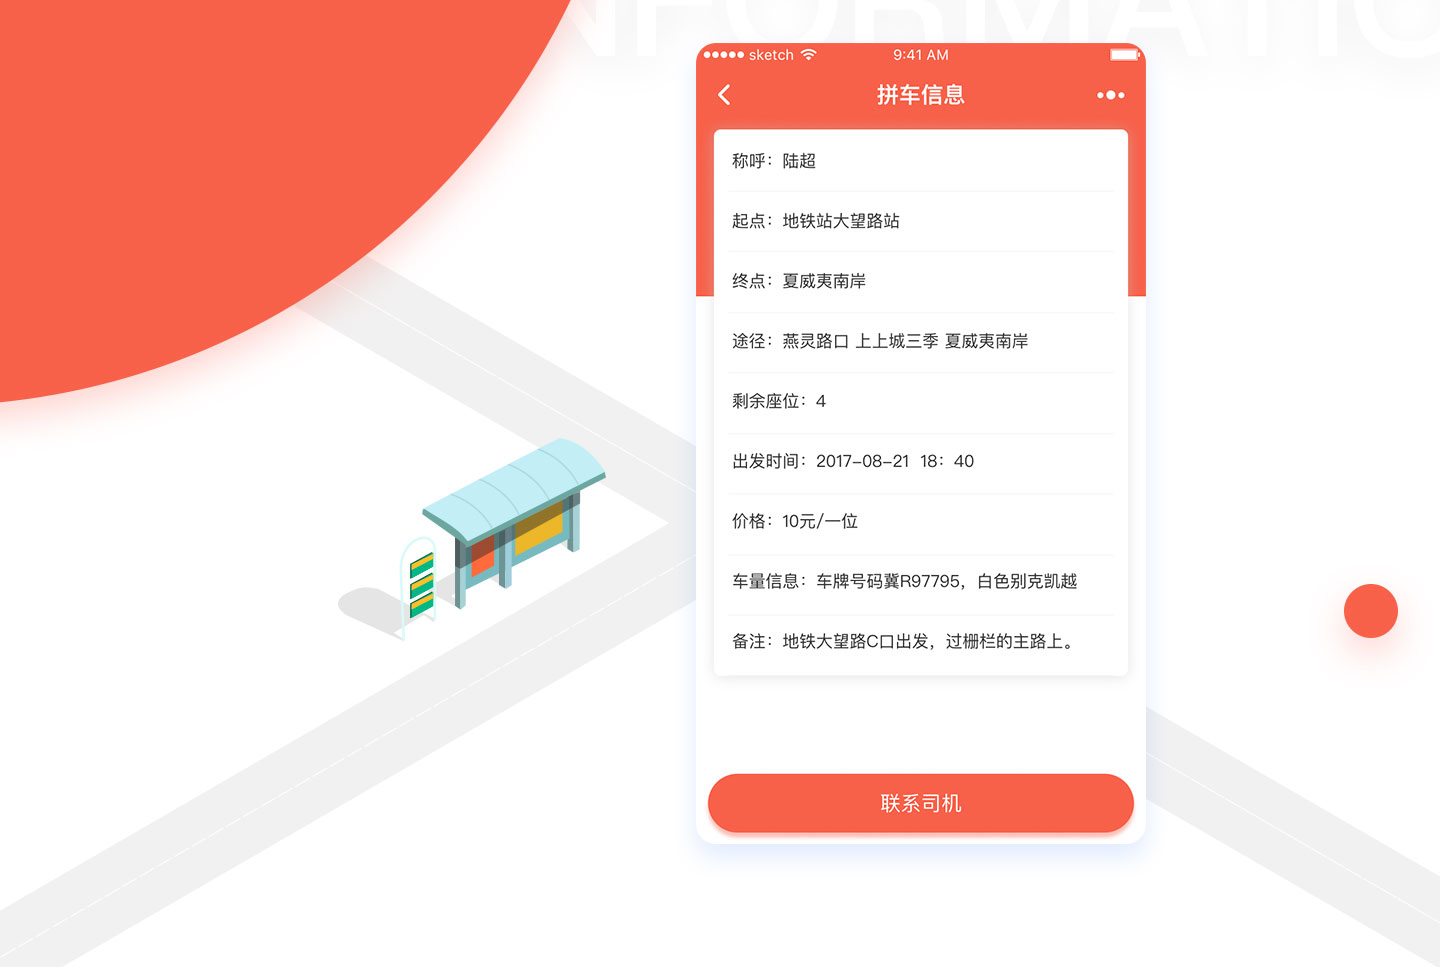 INFORMATIO
sketch 9:41 AM
拼车信息
称呼：陆超
起点：地铁站大望路站
终点：夏威夷南岸
途径：燕灵路口 上上城三季 夏威夷南岸
剩余座位：4
出发时间：2017-08-21 18：40
价格：10元/一位
车量信息：车牌号码冀R97795，白色别克凯越
备注：地铁大望路C口出发，过栅栏的主路上。
联系司机